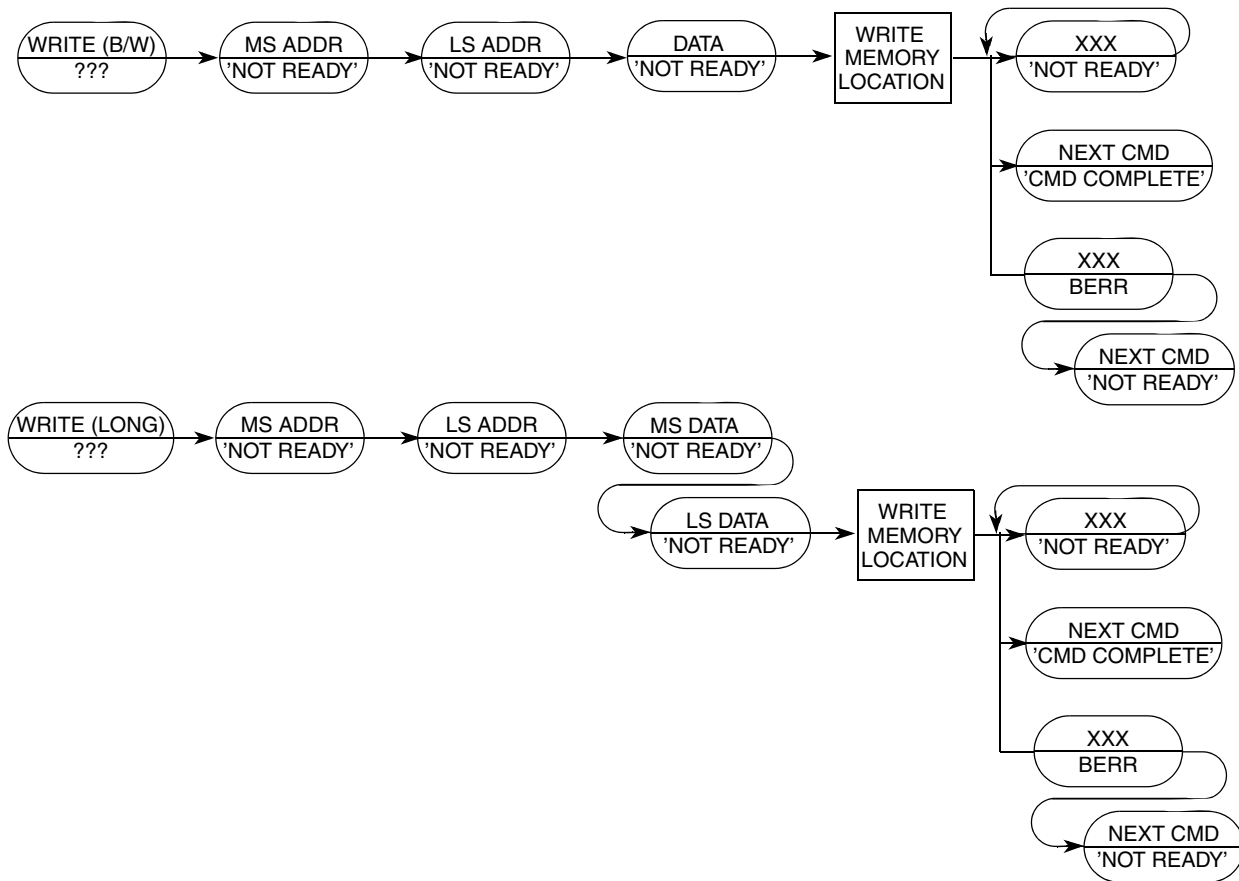 WRITE (B/W)
???
MS ADDR
'NOT READY'
LS ADDR
'NOT READY'
DATA
'NOT READY'
WRITE
MEMORY
LOCATION
XXX
'NOT READY'
NEXT CMD
'CMD COMPLETE'
XXX
BERR
NEXT CMD
'NOT READY'
WRITE (LONG)
???
MS ADDR
'NOT READY'
LS ADDR
'NOT READY'
MS DATA
'NOT READY'
LS DATA
'NOT READY'
WRITE
MEMORY
LOCATION
XXX
'NOT READY'
NEXT CMD
'CMD COMPLETE'
XXX
BERR
NEXT CMD
'NOT READY'